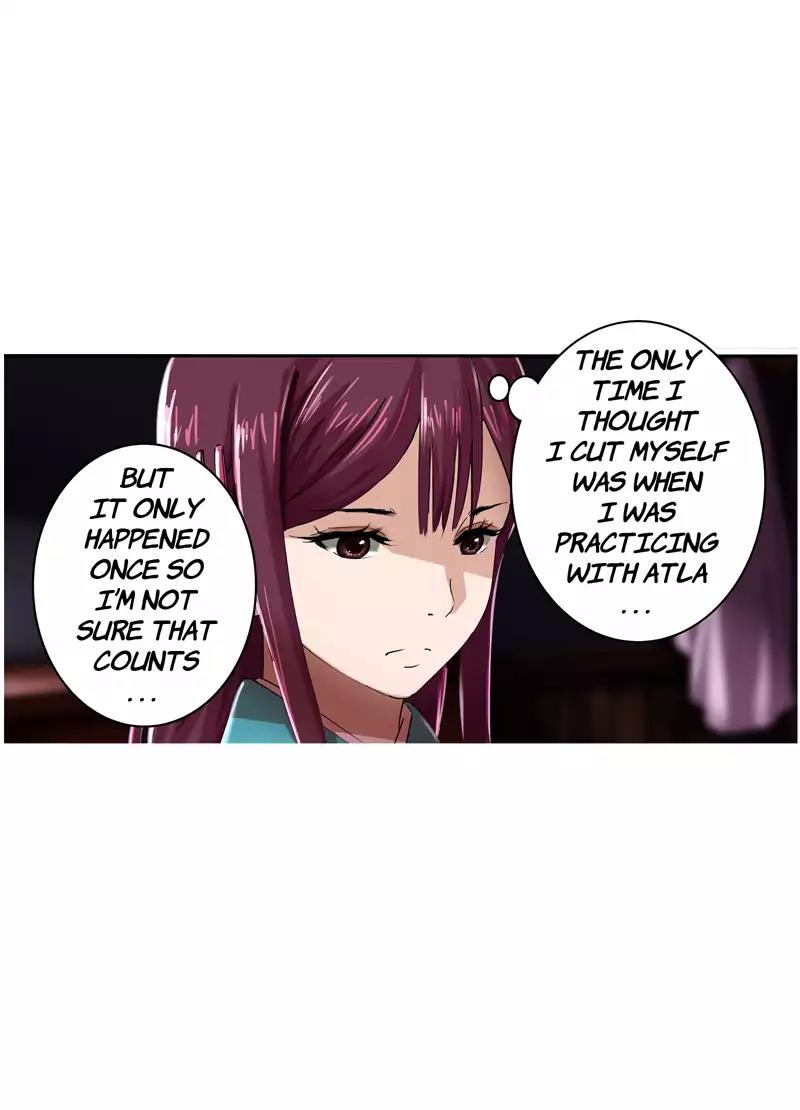 THE ONLY
TIME I
THOUGHT
I CUT MYSELF
WAS WHEN
I WAS
PRACTICING
WITH ATLA
...
BUT
IT ONLY
HAPPENED
ONCE SO
I'M NOT
SURE THAT
COUNTS
...